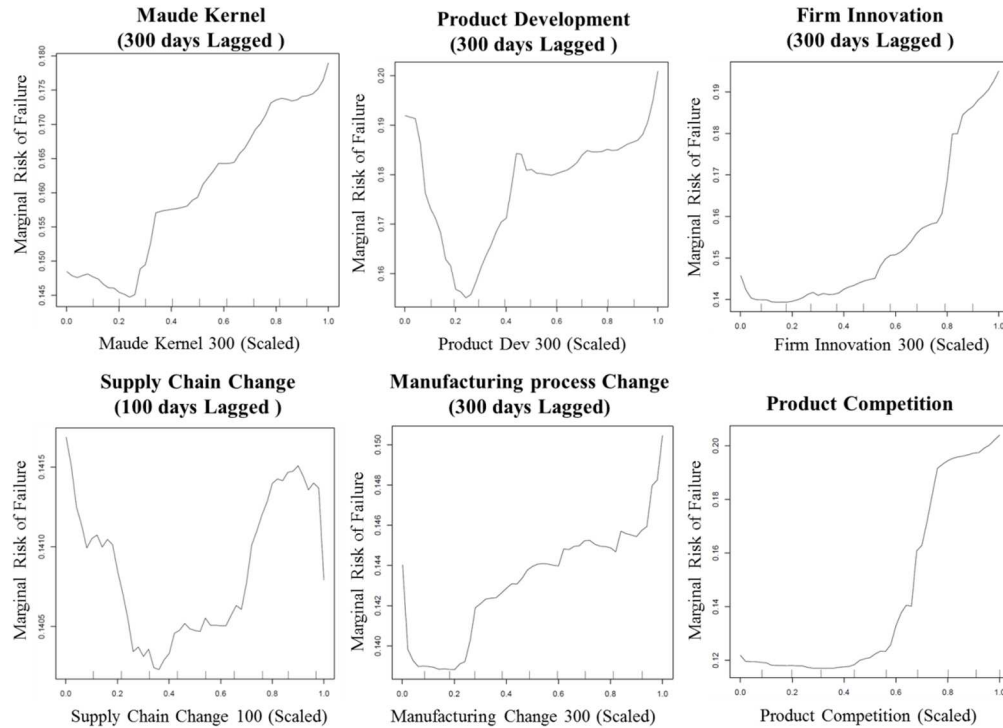 Maude Kernel
(300 days Lagged )
Marginal Risk of Failure
0.180
0.175
0.170
0.165
0.160
0.155
0.150
0.145
0.0 0.2 0.4 0.6 0.8 1.0
Maude Kernel 300 (Scaled)
Product Development
(300 days Lagged )
Marginal Risk of Failure
0.20
0.19
0.18
0.17
0.16
0.0 0.2 0.4 0.6 0.8 1.0
Product Dev 300 (Scaled)
Firm Innovation
(300 days Lagged )
Marginal Risk of Failure
0.19
0.18
0.17
0.16
0.15
0.14
0.0 0.2 0.4 0.6 0.8 1.0
Firm Innovation 300 (Scaled)
Supply Chain Change
(100 days Lagged )
Marginal Risk of Failure
0.1415
0.1410
0.1405
0.0 0.2 0.4 0.6 0.8 1.0
Supply Chain Change 100 (Scaled)
Manufacturing process Change
(300 days Lagged)
Marginal Risk of Failure
0.150
0.148
0.146
0.144
0.142
0.140
0.0 0.2 0.4 0.6 0.8 1.0
Manufacturing Change 300 (Scaled)
Product Competition
Marginal Risk of Failure
0.20
0.18
0.16
0.14
0.12
0.0 0.2 0.4 0.6 0.8 1.0
Product Competition (Scaled)